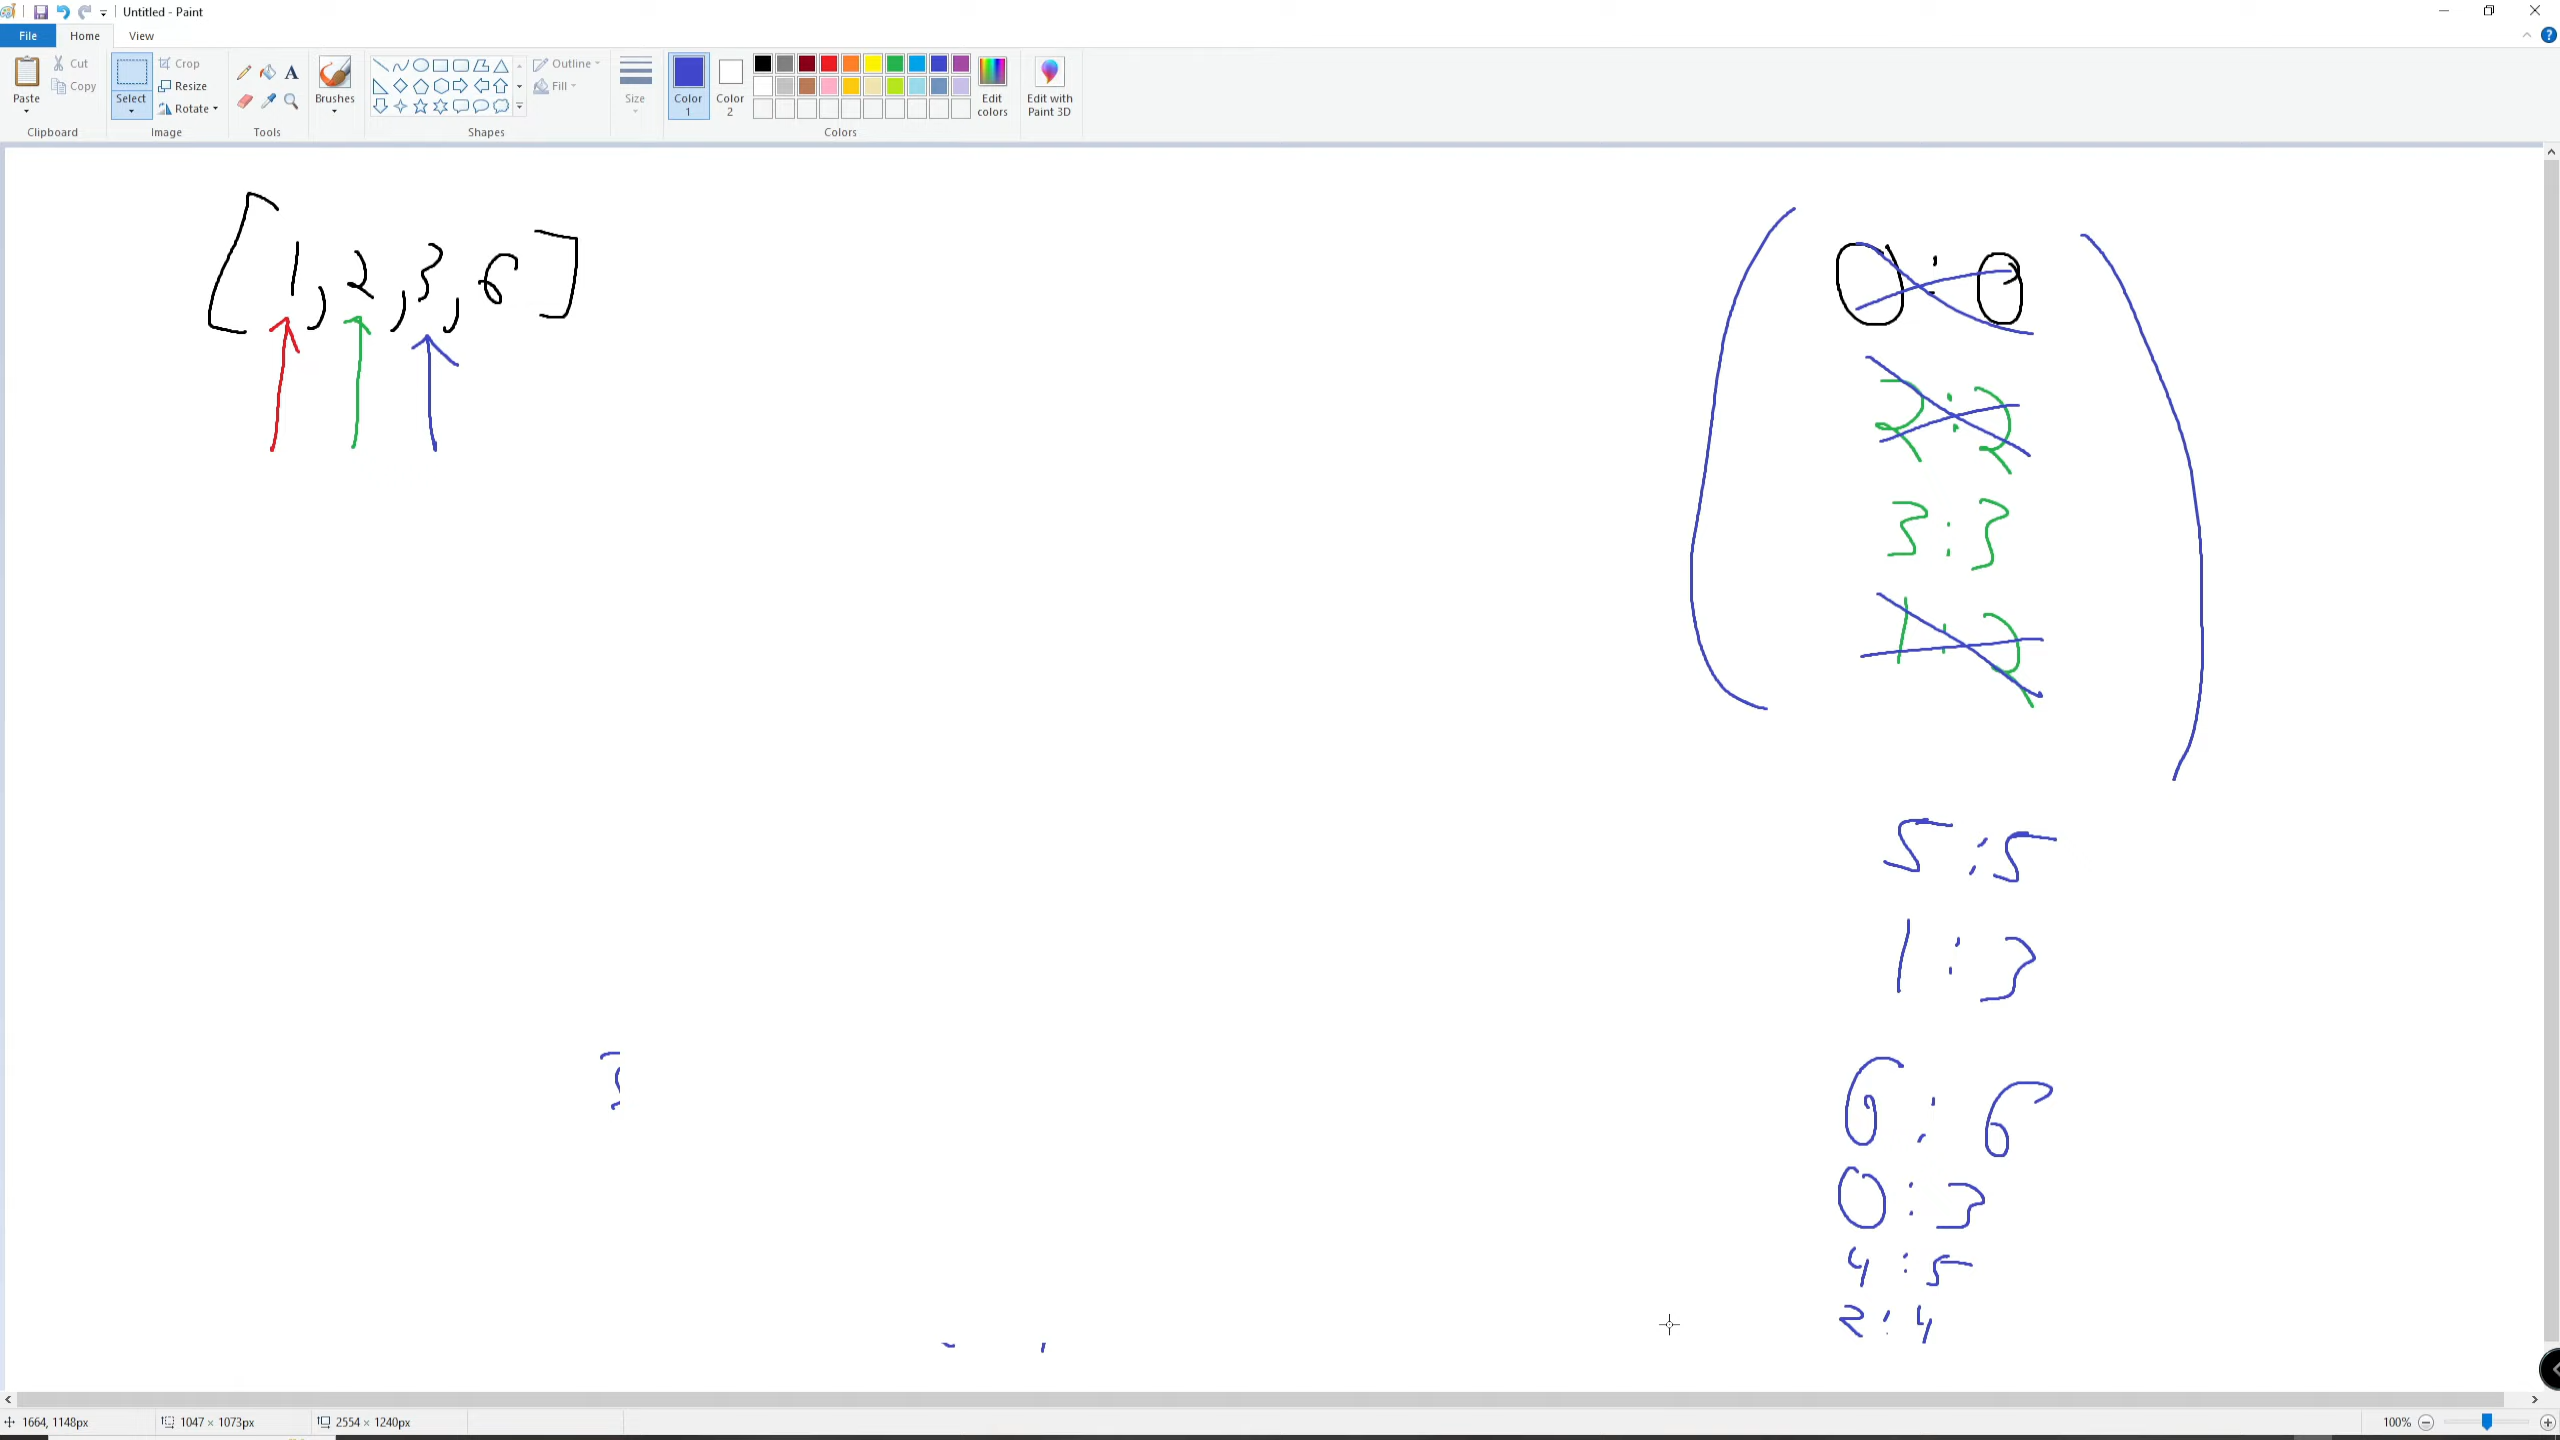 Untitled - Paint
File Home View
Paste
Cut
Copy
Clipboard
Select
Crop
Resize
Rotate
Image
Tools
Brushes
Shapes
Outline
Fill
Size
Color 1
Color 2
Edit colors
Colors
Edit with Paint 3D
[1,2,3,6]
0:0
2:2
3:3
1:2
5:5
1:3
6:6
0:3
4:5
2:4
1664, 1148px 1047 × 1073px 2554 × 1240px 100%